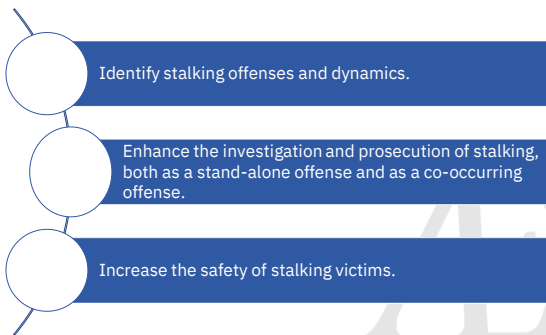 Identify stalking offenses and dynamics.
Enhance the investigation and prosecution of stalking,
both as a stand-alone offense and as a co-occurring
offense.
Increase the safety of stalking victims.